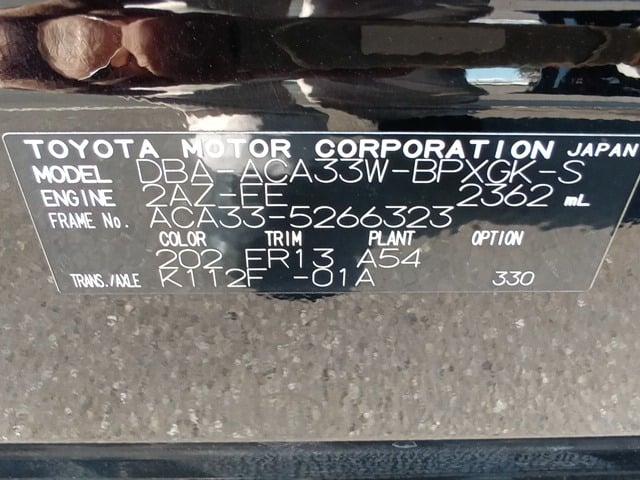 TOYOTA MOTOR CORPORATION JAPAN
MODEL DBA-ACA33W-BPXGK-S
ENGINE 2AZ-FE 2362 mL
FRAME No. ACA33-5266323
COLOR TRIM PLANT OPTION
202 FR13 A54
TRANS./AXLE K112F -01A 330